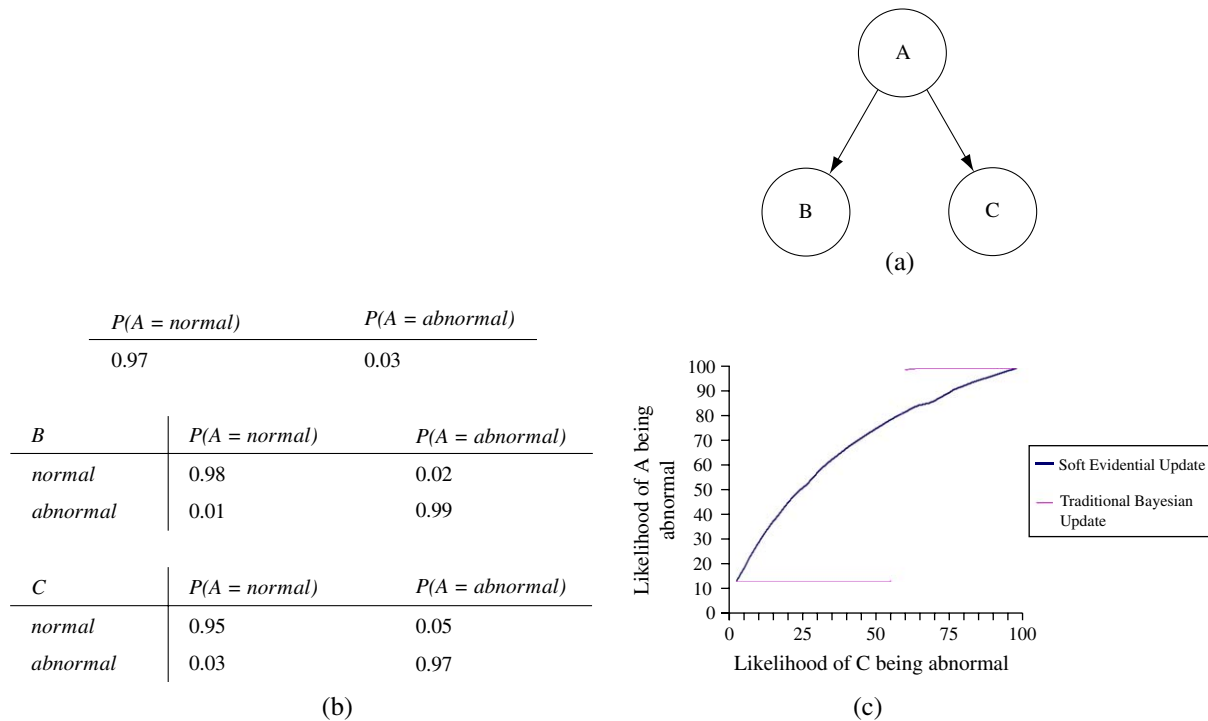 A
B
C
(a)
P(A = normal) P(A = abnormal)
0.97 0.03
B P(A = normal) P(A = abnormal)
normal 0.98 0.02
abnormal 0.01 0.99
C P(A = normal) P(A = abnormal)
normal 0.95 0.05
abnormal 0.03 0.97
(b)
Likelihood of A being
abnormal
100
90
80
70
60
50
40
30
20
10
0
0 25 50 75 100
Likelihood of C being abnormal
Soft Evidential Update
Traditional Bayesian
Update
(c)